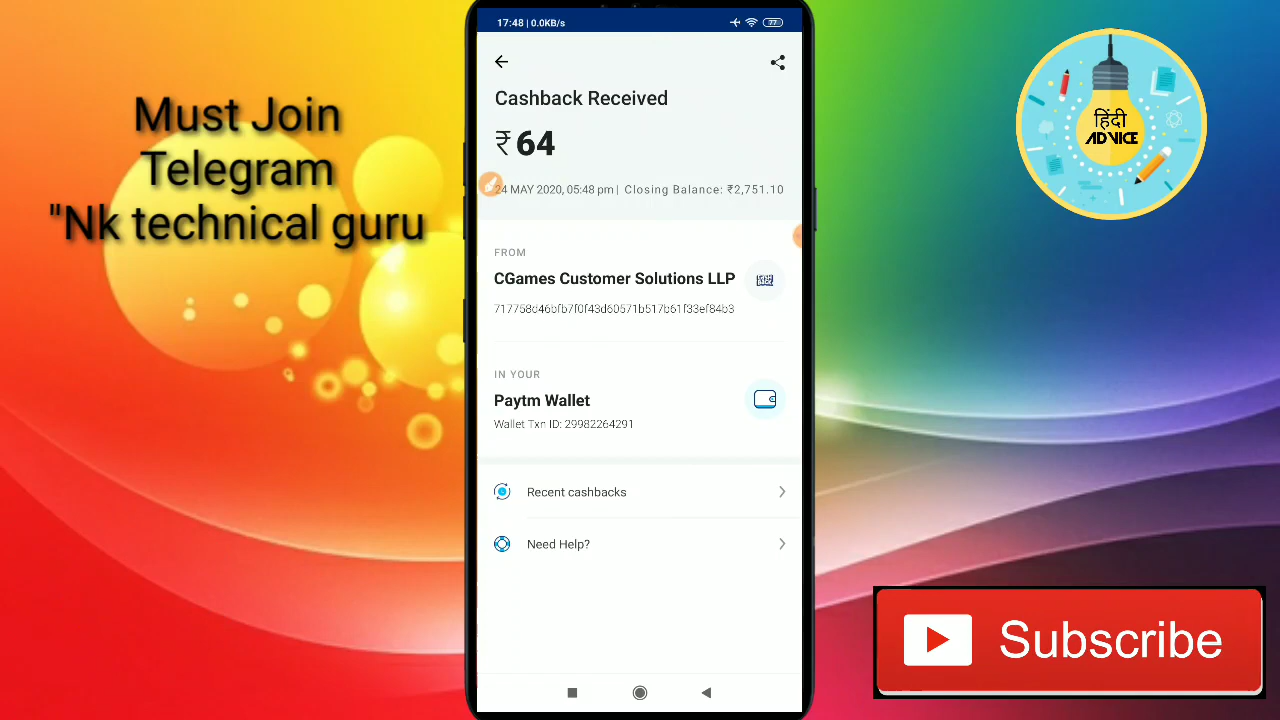 Must Join
Telegram
"Nk technical guru
17:48 | 0.0KB/s
77
Cashback Received
₹64
24 MAY 2020, 05:48 pm | Closing Balance: ₹2,751.10
FROM
CGames Customer Solutions LLP
717758d46bfb7f0f43d60571b517b61f33ef84b3
IN YOUR
Paytm Wallet
Wallet Txn ID: 29982264291
Recent cashbacks
Need Help?
हिंदी
ADVICE
Subscribe